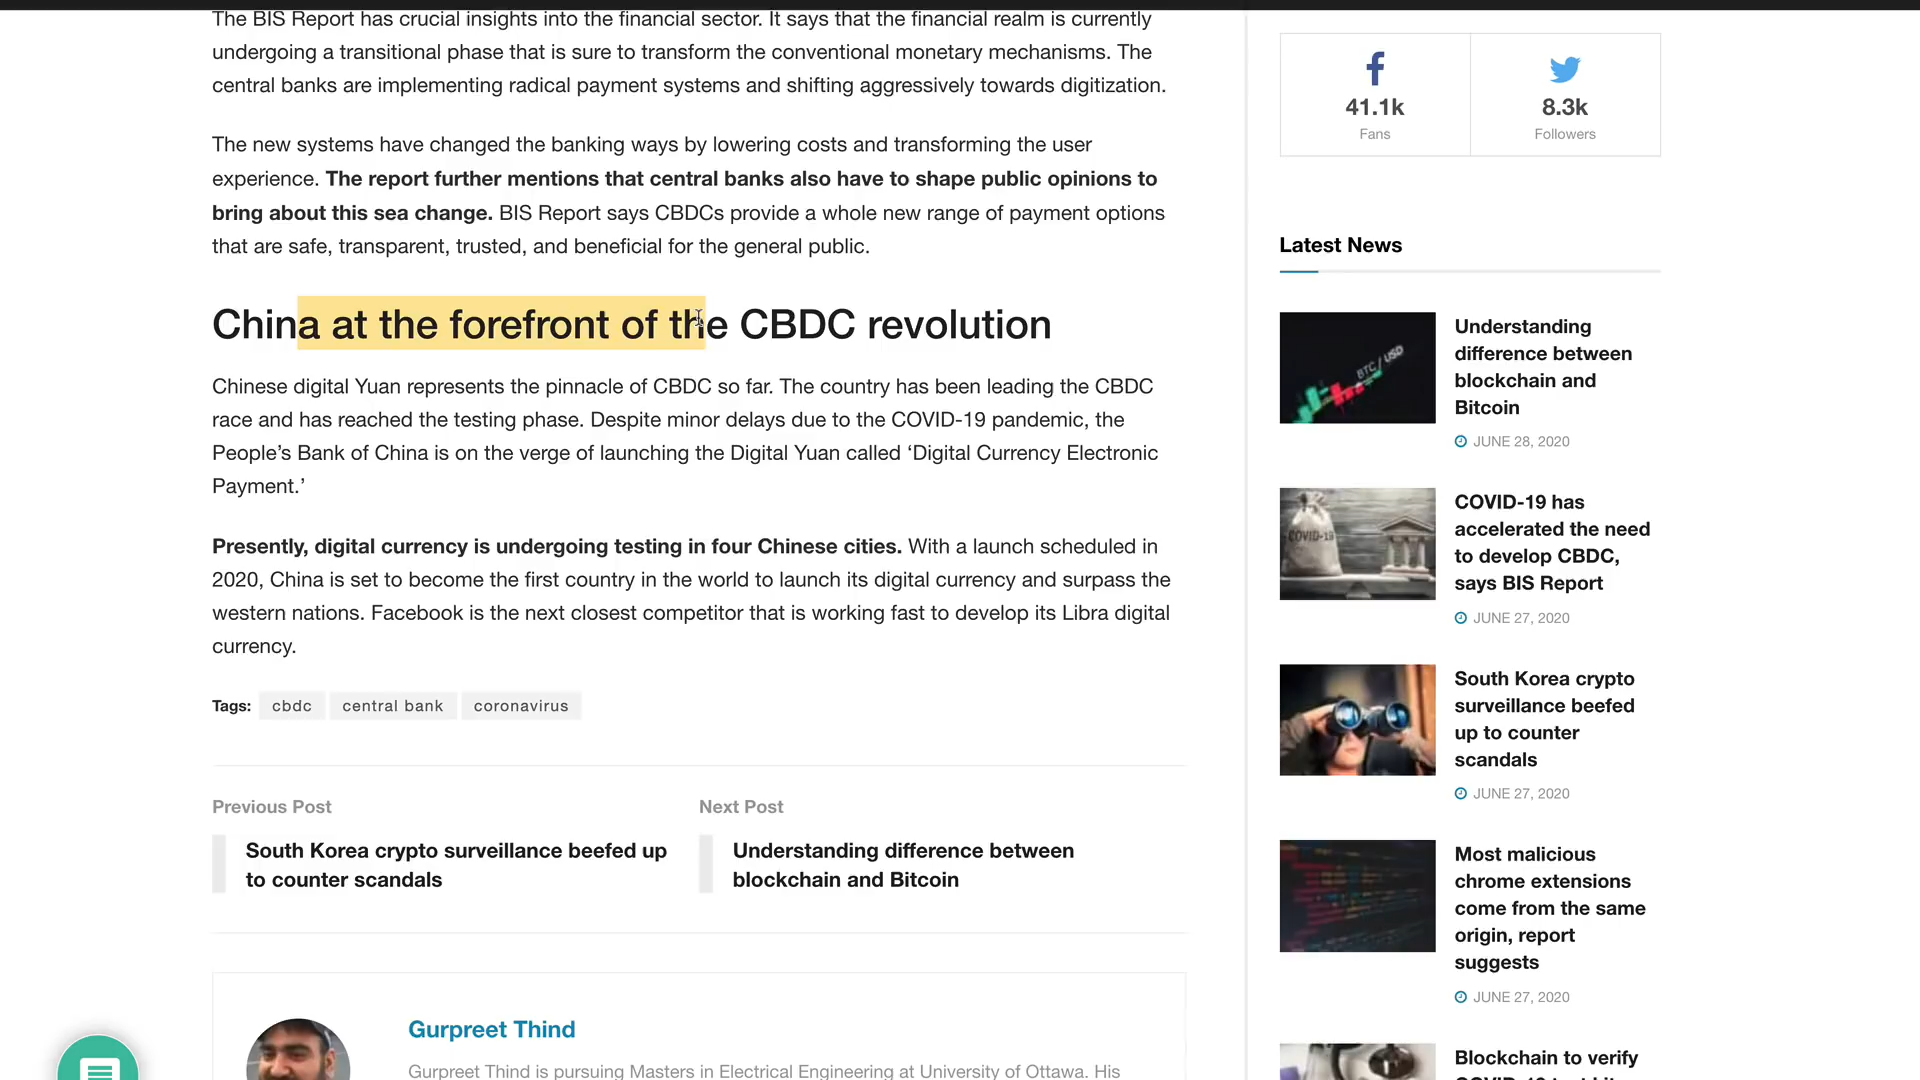 The BIS Report has crucial insights into the financial sector. It says that the financial realm is currently
undergoing a transitional phase that is sure to transform the conventional monetary mechanisms. The
central banks are implementing radical payment systems and shifting aggressively towards digitization.
The new systems have changed the banking ways by lowering costs and transforming the user
experience. The report further mentions that central banks also have to shape public opinions to
bring about this sea change. BIS Report says CBDCs provide a whole new range of payment options
that are safe, transparent, trusted, and beneficial for the general public.
China at the forefront of the CBDC revolution
Chinese digital Yuan represents the pinnacle of CBDC so far. The country has been leading the CBDC
race and has reached the testing phase. Despite minor delays due to the COVID-19 pandemic, the
People’s Bank of China is on the verge of launching the Digital Yuan called ‘Digital Currency Electronic
Payment.’
Presently, digital currency is undergoing testing in four Chinese cities. With a launch scheduled in
2020, China is set to become the first country in the world to launch its digital currency and surpass the
western nations. Facebook is the next closest competitor that is working fast to develop its Libra digital
currency.
Tags: cbdc central bank coronavirus
Previous Post
South Korea crypto surveillance beefed up
to counter scandals
Next Post
Understanding difference between
blockchain and Bitcoin
Gurpreet Thind
Gurpreet Thind is pursuing Masters in Electrical Engineering at University of Ottawa. His
41.1k
Fans
8.3k
Followers
Latest News
BTC / USD
Understanding
difference between
blockchain and
Bitcoin
JUNE 28, 2020
COVID-19
COVID-19 has
accelerated the need
to develop CBDC,
says BIS Report
JUNE 27, 2020
South Korea crypto
surveillance beefed
up to counter
scandals
JUNE 27, 2020
Most malicious
chrome extensions
come from the same
origin, report
suggests
JUNE 27, 2020
Blockchain to verify